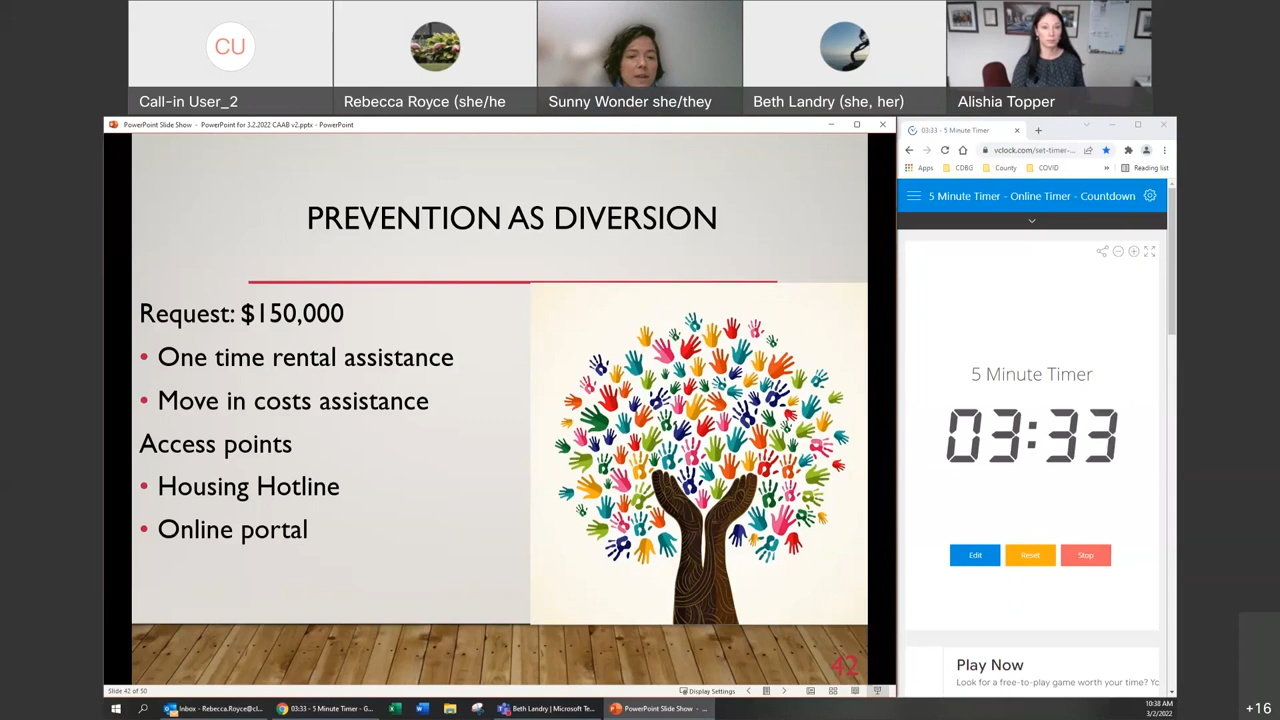 CU
Call-in User_2
Rebecca Royce (she/he
Sunny Wonder she/they
Beth Landry (she, her)
Alishia Topper
PowerPoint Slide Show - PowerPoint for 3.2.2022 CAAB v2.pptx - PowerPoint
PREVENTION AS DIVERSION
Request: $150,000
• One time rental assistance
• Move in costs assistance
Access points
• Housing Hotline
• Online portal
42
Slide 42 of 50
Display Settings
03:33 - 5 Minute Timer
vclock.com/set-timer-...
Apps
CDBG
County
COVID
»
Reading list
5 Minute Timer - Online Timer - Countdown
5 Minute Timer
03:33
Edit
Reset
Stop
Play Now
Look for a free-to-play game worth your time? Yc
Inbox - Rebecca.Royce@cl...
03:33 - 5 Minute Timer - G...
Beth Landry | Microsoft Te...
PowerPoint Slide Show - ...
10:38 AM
3/2/2022
+16